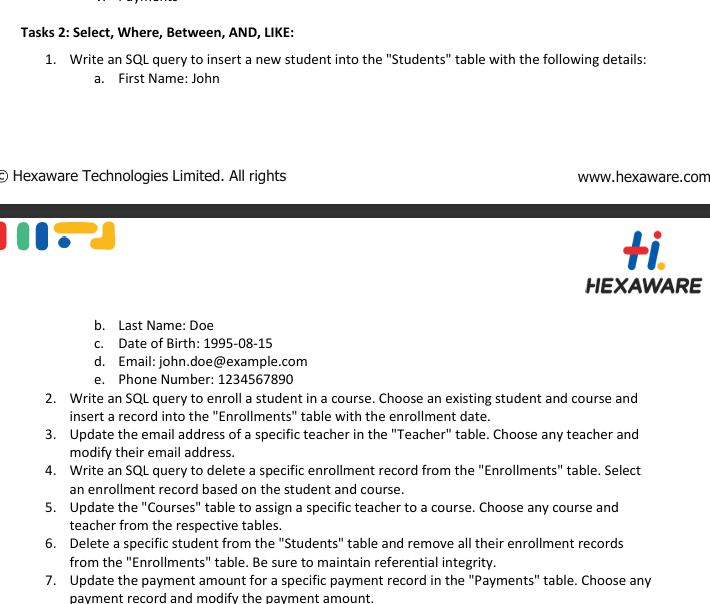 Tasks 2: Select, Where, Between, AND, LIKE:
1. Write an SQL query to insert a new student into the "Students" table with the following details:
a. First Name: John
© Hexaware Technologies Limited. All rights
www.hexaware.com
HEXAWARE
b. Last Name: Doe
c. Date of Birth: 1995-08-15
d. Email: john.doe@example.com
e. Phone Number: 1234567890
2. Write an SQL query to enroll a student in a course. Choose an existing student and course and
insert a record into the "Enrollments" table with the enrollment date.
3. Update the email address of a specific teacher in the "Teacher" table. Choose any teacher and
modify their email address.
4. Write an SQL query to delete a specific enrollment record from the "Enrollments" table. Select
an enrollment record based on the student and course.
5. Update the "Courses" table to assign a specific teacher to a course. Choose any course and
teacher from the respective tables.
6. Delete a specific student from the "Students" table and remove all their enrollment records
from the "Enrollments" table. Be sure to maintain referential integrity.
7. Update the payment amount for a specific payment record in the "Payments" table. Choose any
payment record and modify the payment amount.